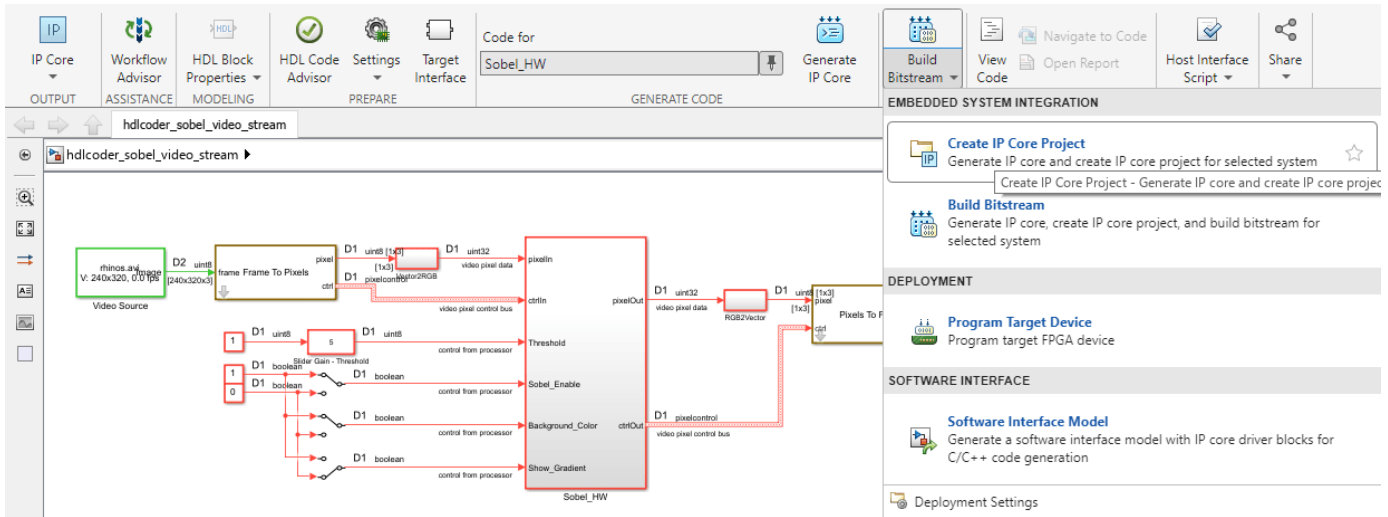 IP
IP Core
OUTPUT
Workflow
Advisor
ASSISTANCE
HDL
HDL Block
Properties
MODELING
HDL Code
Advisor
Settings
Target
Interface
PREPARE
Code for
Sobel_HW
Generate
IP Core
GENERATE CODE
Build
Bitstream
View
Code
Navigate to Code
Open Report
Host Interface
Script
Share
hdlcoder_sobel_video_stream
hdlcoder_sobel_video_stream
EMBEDDED SYSTEM INTEGRATION
IP
Create IP Core Project
Generate IP core and create IP core project for selected system
Create IP Core Project - Generate IP core and create IP core projec
Build Bitstream
Generate IP core, create IP core project, and build bitstream for
selected system
DEPLOYMENT
Program Target Device
Program target FPGA device
SOFTWARE INTERFACE
Software Interface Model
Generate a software interface model with IP core driver blocks for
C/C++ code generation
Deployment Settings
rhinos.avi
Image
V: 240x320, 0.0 fps
Video Source
D2 uint8
[240x320x3]
frame Frame To Pixels
pixel
ctrl
D1 uint8 [1x3]
[1x3]
Vector2RGB
D1 pixelcontrol
D1 uint32
video pixel data
video pixel control bus
1
D1 uint8
5
Slider Gain - Threshold
D1 uint8
control from processor
1
D1 boolean
0
D1
D1 boolean
control from processor
D1 boolean
control from processor
D1 boolean
control from processor
pixelIn
ctrlIn
Threshold
Sobel_Enable
Background_Color
Show_Gradient
pixelOut
ctrlOut
Sobel_HW
D1 uint32
video pixel data
RGB2Vector
D1 uint8 [1x3]
[1x3]
pixel
Pixels To F
ctrl
D1 pixelcontrol
video pixel control bus